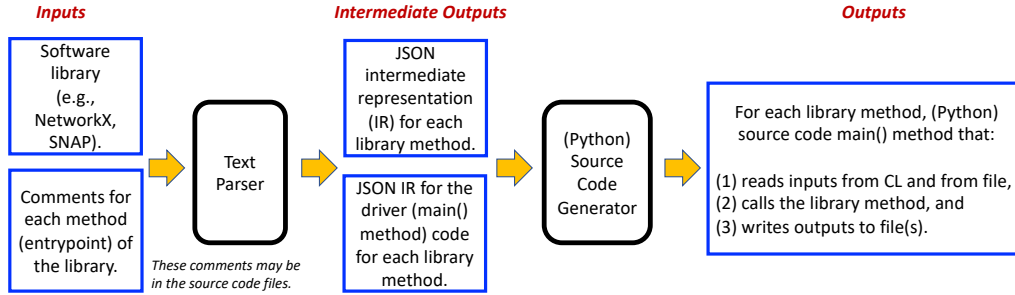 Inputs
Intermediate Outputs
Outputs
Software
library
(e.g.,
NetworkX,
SNAP).
Comments for
each method
(entrypoint) of
the library.
Text
Parser
These comments may be
in the source code files.
JSON
intermediate
representation
(IR) for each
library method.
JSON IR for the
driver (main()
method) code
for each library
method.
(Python)
Source
Code
Generator
For each library method, (Python)
source code main() method that:
(1) reads inputs from CL and from file,
(2) calls the library method, and
(3) writes outputs to file(s).